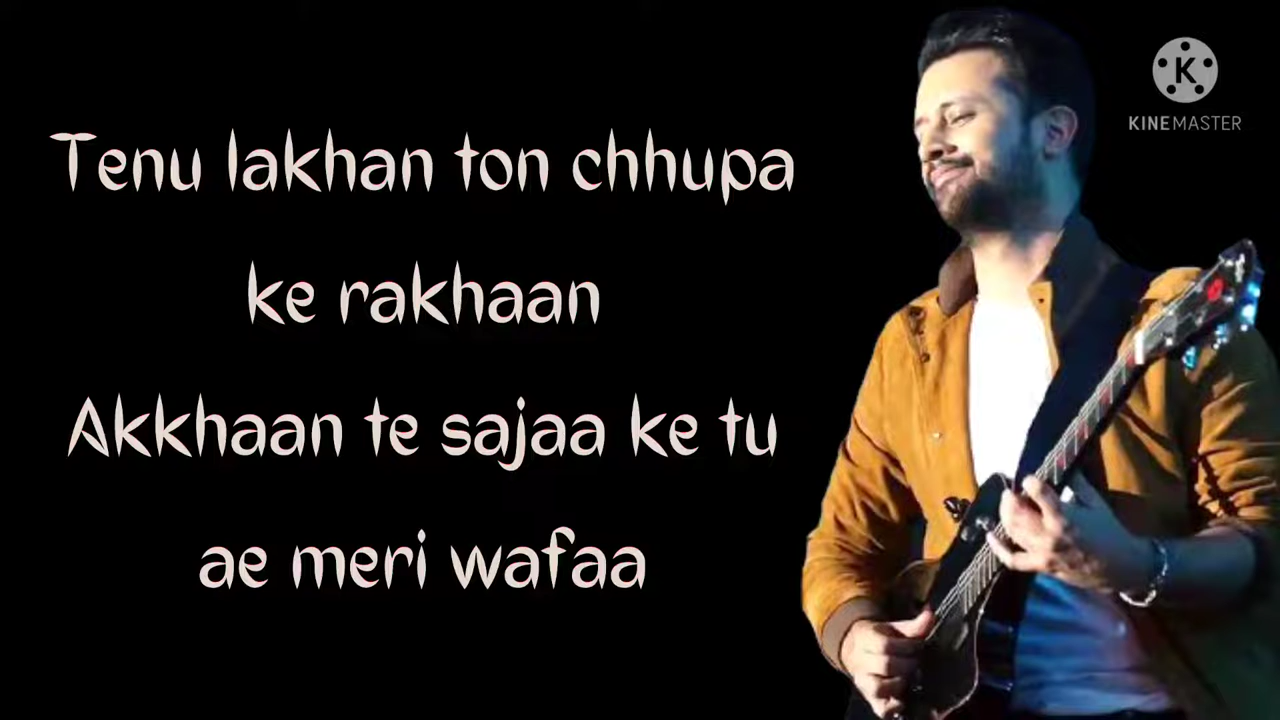 Tenu lakhan ton chhupa
ke rakhaan
Akkhaan te sajaa ke tu
ae meri wafaa
K
KINEMASTER